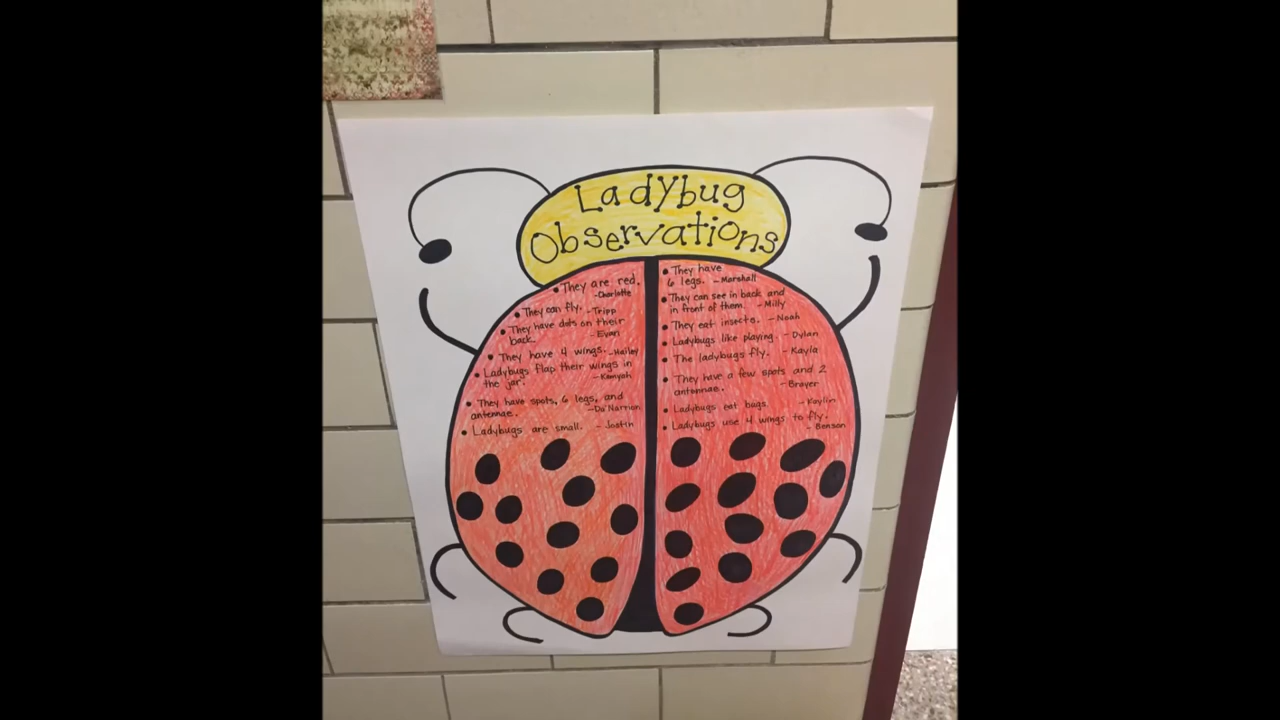 Ladybug
Observations
• They are red.
-Charlotte
• They can fly. - Tripp
• They have dots on their
back. - Evan
• They have 4 wings. - Hailey
• Ladybugs flap their wings in
the jar. - Kamyah
• They have spots, 6 legs, and
antennae. - Da'Narrion
• Ladybugs are small. - Justin
• They have
6 legs. - Marshall
• They can see in back and
in front of them. - Milly
• They eat insects. - Noah
• Ladybugs like playing. - Dylan
• The ladybugs fly. - Kayla
• They have a few spots and 2
antennae. - Brayer
• Ladybugs eat bugs. - Kaylin
• Ladybugs use 4 wings to fly.
- Benson